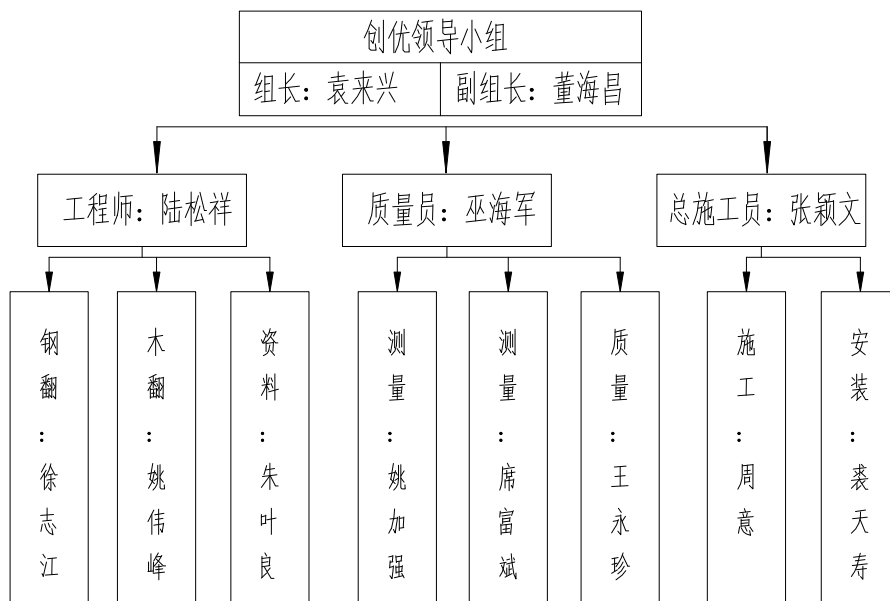 创优领导小组
组长：袁来兴
副组长：董海昌
工程师：陆松祥
质量员：巫海军
总施工员：张颖文
钢翻：徐志江
木翻：姚伟峰
资料：朱叶良
测量：姚加强
测量：席富斌
质量：王永珍
施工：周意
安装：裘天寿